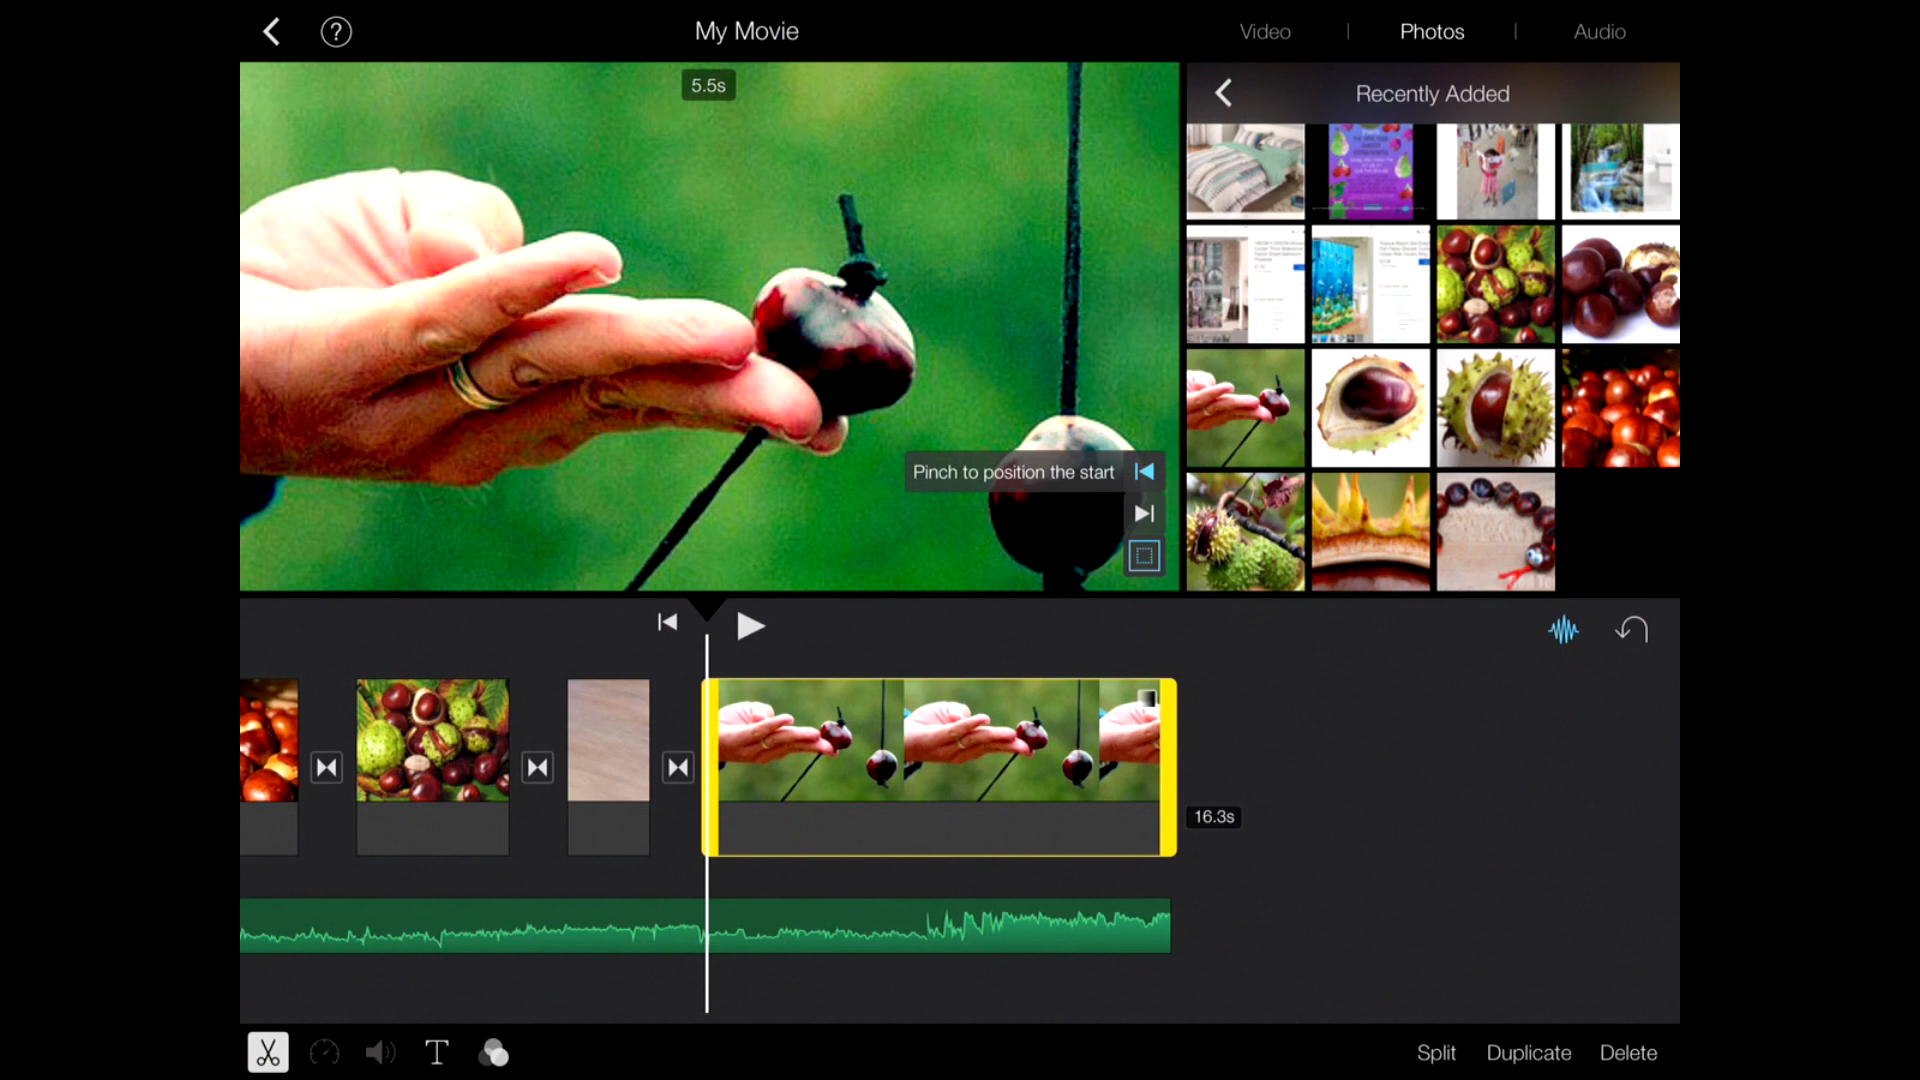 ?
My Movie
Video | Photos | Audio
5.5s
Recently Added
Pinch to position the start
16.3s
T
Split Duplicate Delete